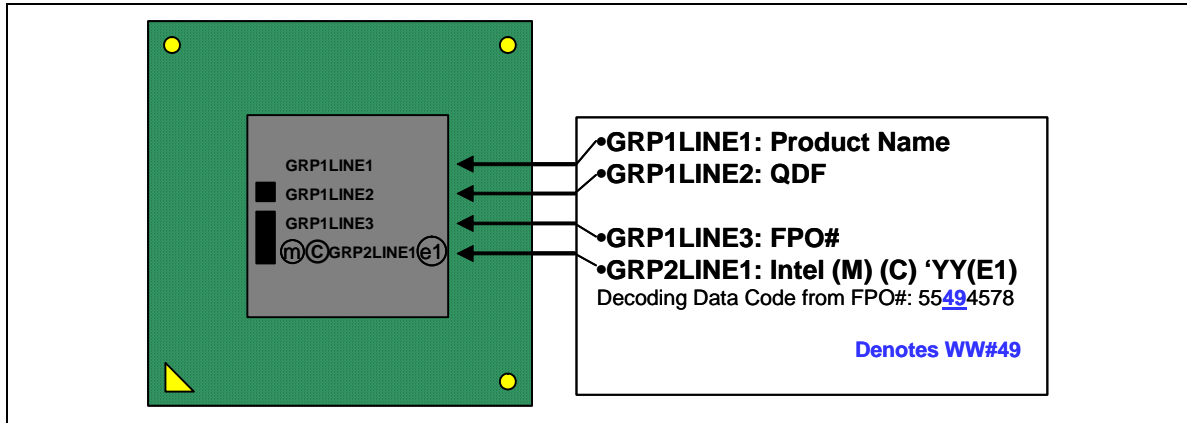 GRP1LINE1
GRP1LINE2
GRP1LINE3
m C GRP2LINE1 e1
•GRP1LINE1: Product Name
•GRP1LINE2: QDF
•GRP1LINE3: FPO#
•GRP2LINE1: Intel (M) (C) ‘YY(E1)
Decoding Data Code from FPO#: 55494578
Denotes WW#49